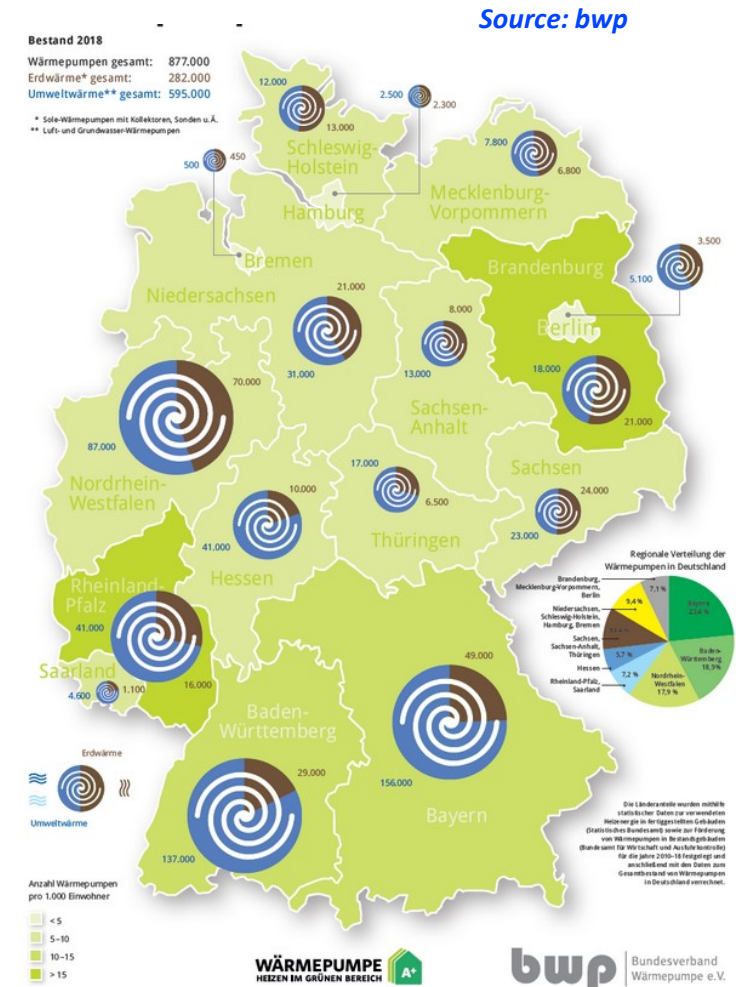 Source: bwp
Bestand 2018
Wärmepumpen gesamt: 877.000
Erdwärme* gesamt: 282.000
Umweltwärme** gesamt: 595.000
* Sole-Wärmepumpen mit Kollektoren, Sonden u. Ä.
** Luft- und Grundwasser-Wärmepumpen
12.000
13.000
Schleswig-
Holstein
2.500
2.300
Hamburg
7.800
6.800
Mecklenburg-
Vorpommern
500
450
Bremen
Niedersachsen
21.000
31.000
3.500
5.100
Brandenburg
Berlin
18.000
21.000
8.000
13.000
Sachsen-
Anhalt
70.000
87.000
Nordrhein-
Westfalen
10.000
41.000
Hessen
17.000
6.500
Thüringen
Sachsen
24.000
23.000
Rheinland-
Pfalz
41.000
16.000
Saarland
4.600
1.100
Baden-
Württemberg
29.000
137.000
49.000
156.000
Bayern
Regionale Verteilung der
Wärmepumpen in Deutschland
Brandenburg,
Mecklenburg-Vorpommern,
Berlin
7,1 %
Niedersachsen,
Schleswig-Holstein,
Hamburg, Bremen
9,4 %
Sachsen,
Sachsen-Anhalt,
Thüringen
Hessen
5,7 %
Rheinland-Pfalz,
Saarland
7,2 %
Nordrhein-
Westfalen
17,9 %
Baden-
Württemberg
18,9%
Bayern
Erdwärme
Umweltwärme
Die Länderanteile wurden mithilfe
statistischer Daten zur verwendeten
Heizenergie in fertiggestellten Gebäuden
(Statistisches Bundesamt) sowie zur Förderung
von Wärmepumpen in Bestandsgebäuden
(Bundesamt für Wirtschaft und Ausfuhrkontrolle)
für die Jahre 2010–18 festgelegt und
anschließend mit den Daten zum
Gesamtbestand von Wärmepumpen
in Deutschland verrechnet.
Anzahl Wärmepumpen
pro 1.000 Einwohner
< 5
5–10
10–15
> 15
WÄRMEPUMPE
HEIZEN IM GRÜNEN BEREICH
A+
bwp
Bundesverband
Wärmepumpe e.V.